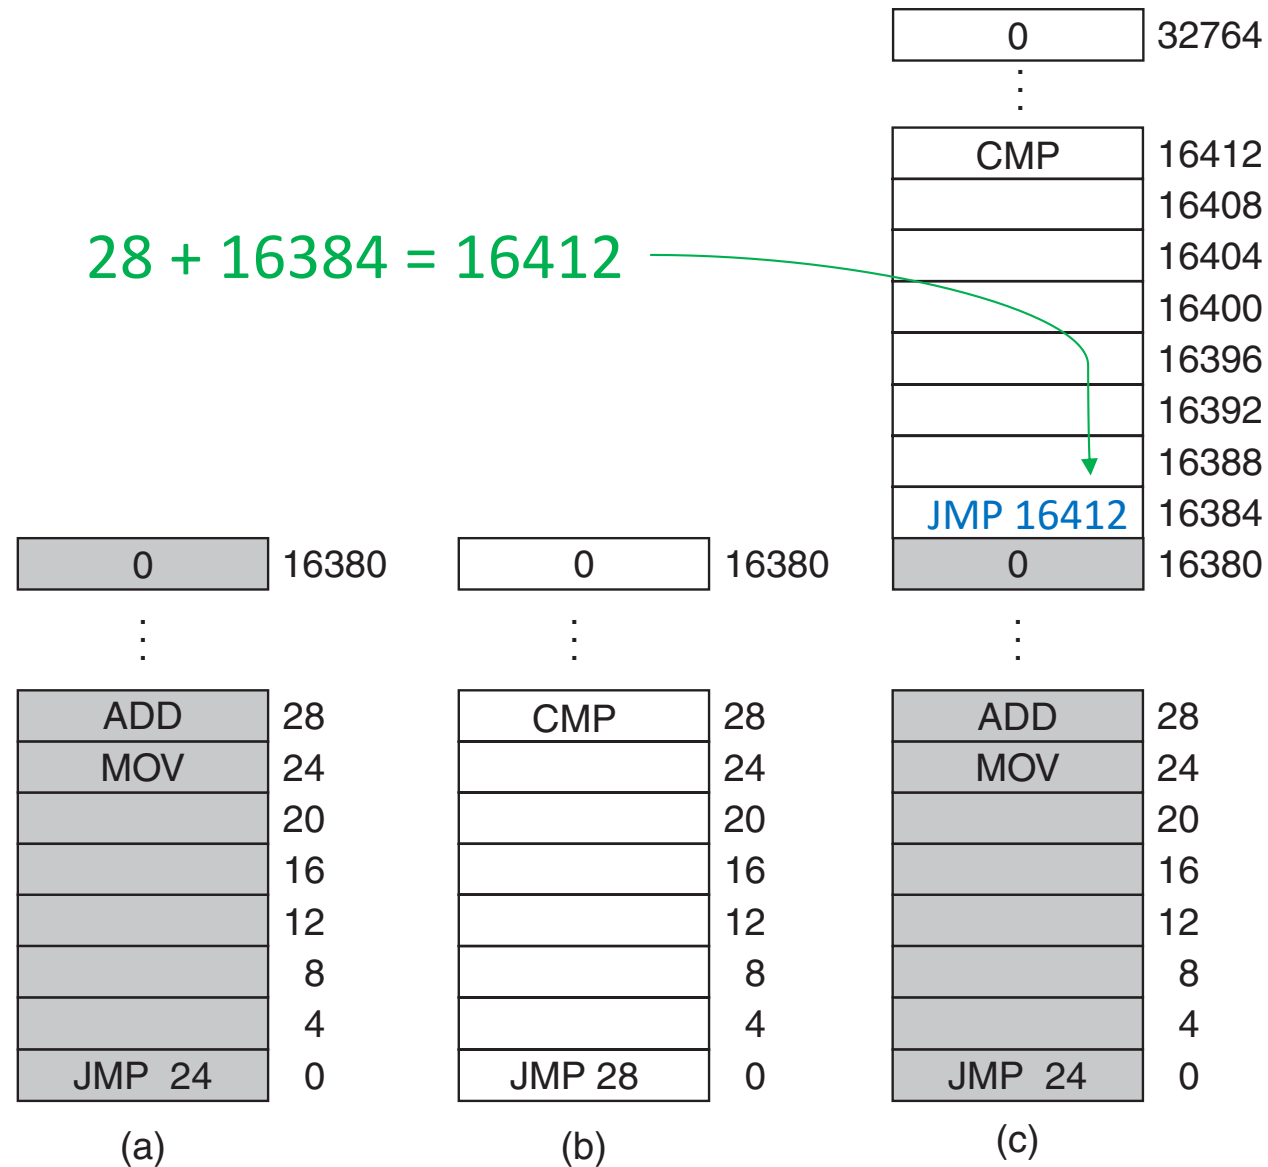 0 32764
CMP 16412
16408
28 + 16384 = 16412
16404
16400
16396
16392
16388
JMP 16412 16384
0 16380 0 16380 0 16380
ADD 28 CMP 28 ADD 28
MOV 24 24 MOV 24
20 20 20
16 16 16
12 12 12
8 8 8
4 4 4
JMP 24 0 JMP 28 0 JMP 24 0
(a) (b) (c)